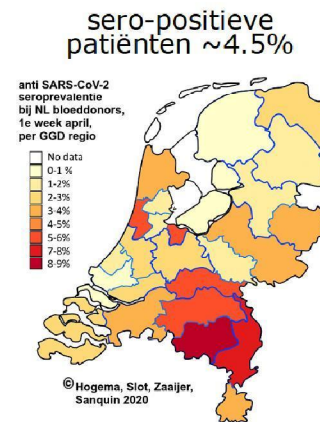 sero-positieve
patiënten ~4.5%
anti SARS-CoV-2
seroprevalentie
bij NL bloeddonors,
1e week april,
per GGD regio
No data
0-1 %
1-2%
2-3%
3-4%
4-5%
5-6%
7-8%
8-9%
© Hogema, Slot, Zaaijer,
Sanquin 2020